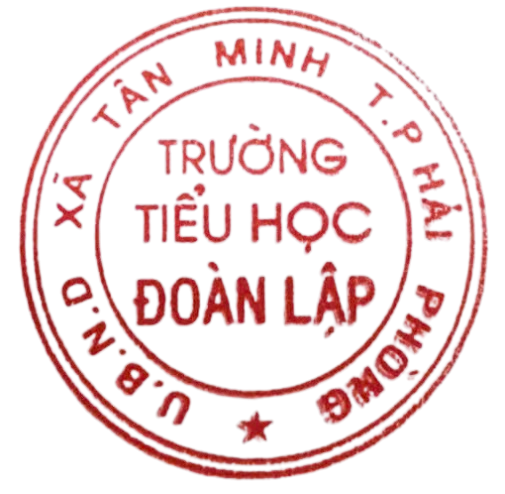 U.B.N.D XÃ TÂN MINH T.P HẢI PHÒNG
TRƯỜNG
TIỂU HỌC
ĐOÀN LẬP